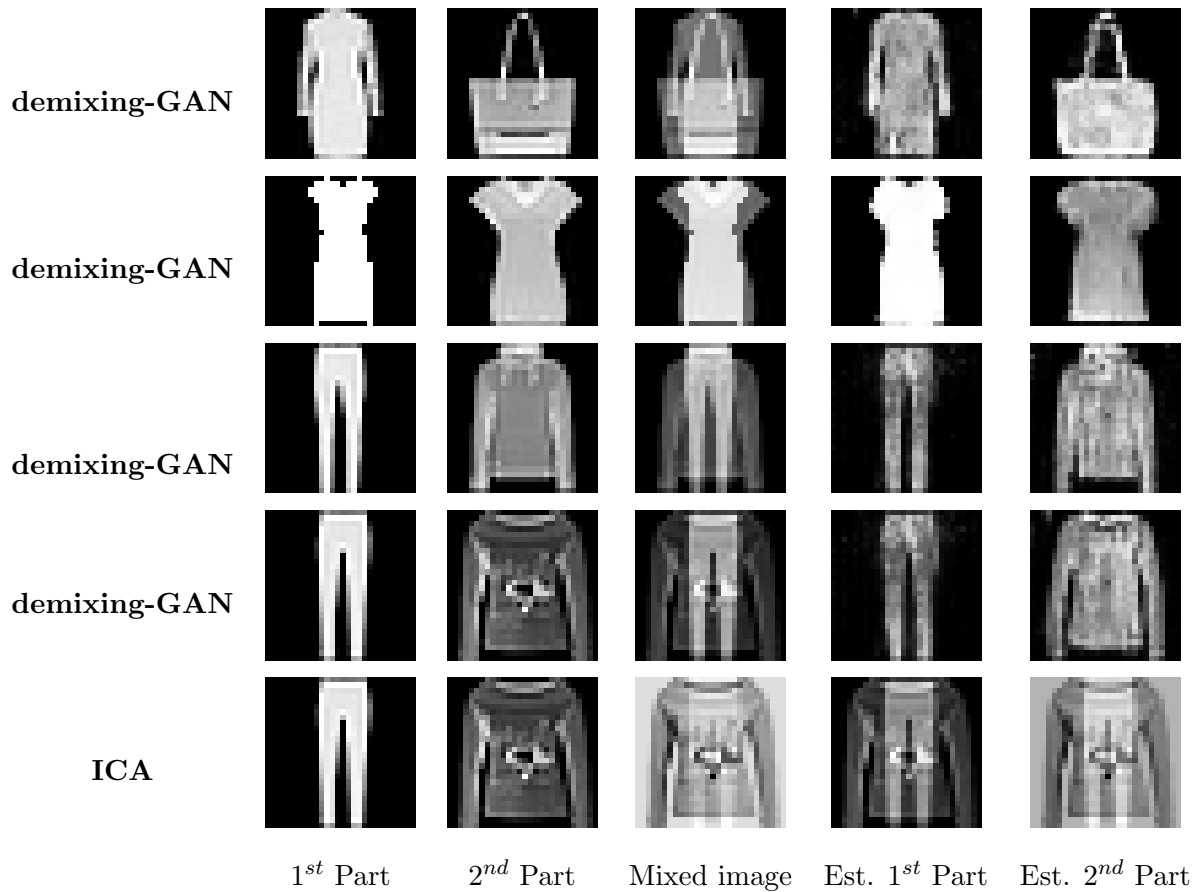 demixing-GAN
demixing-GAN
demixing-GAN
demixing-GAN
ICA
1st Part 2nd Part Mixed image Est. 1st Part Est. 2nd Part